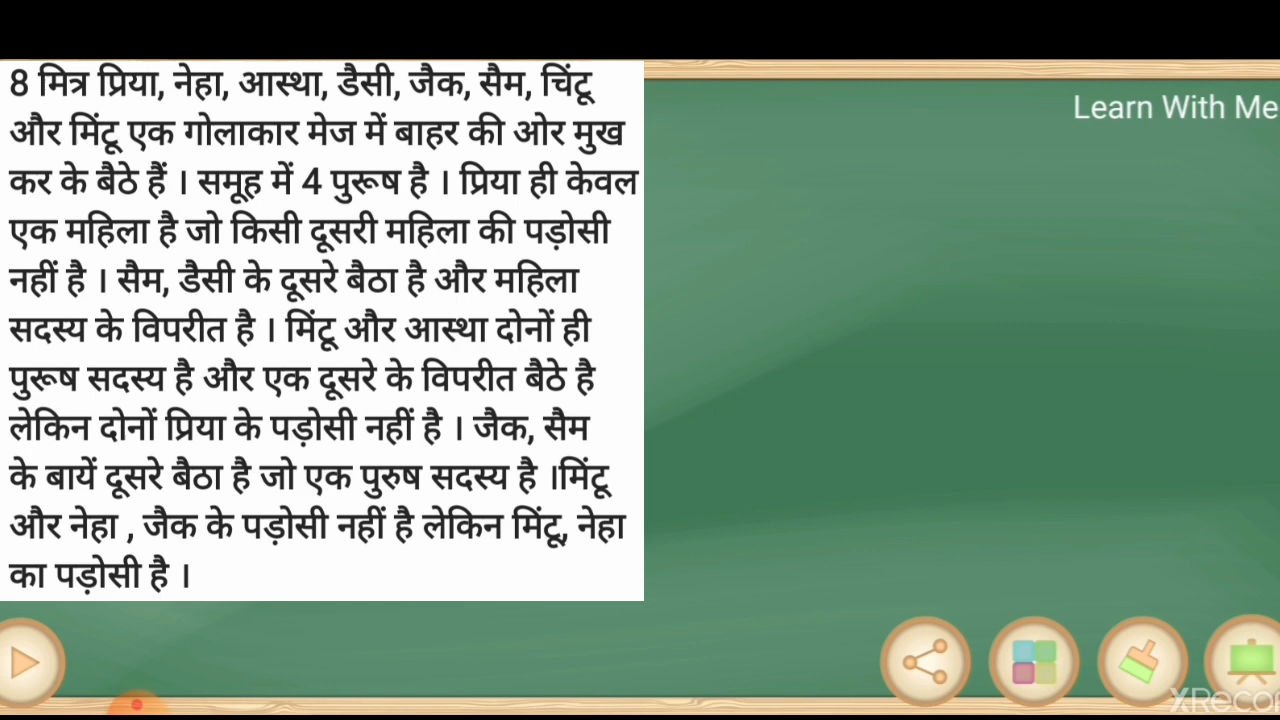 8 मित्र प्रिया, नेहा, आस्था, डैसी, जैक, सैम, चिंटू
और मिंटू एक गोलाकार मेज में बाहर की ओर मुख
कर के बैठे हैं । समूह में 4 पुरूष है । प्रिया ही केवल
एक महिला है जो किसी दूसरी महिला की पड़ोसी
नहीं है । सैम, डैसी के दूसरे बैठा है और महिला
सदस्य के विपरीत है । मिंटू और आस्था दोनों ही
पुरूष सदस्य है और एक दूसरे के विपरीत बैठे है
लेकिन दोनों प्रिया के पड़ोसी नहीं है । जैक, सैम
के बायें दूसरे बैठा है जो एक पुरुष सदस्य है ।मिंटू
और नेहा , जैक के पड़ोसी नहीं है लेकिन मिंटू, नेहा
का पड़ोसी है ।
Learn With Me
XRecor